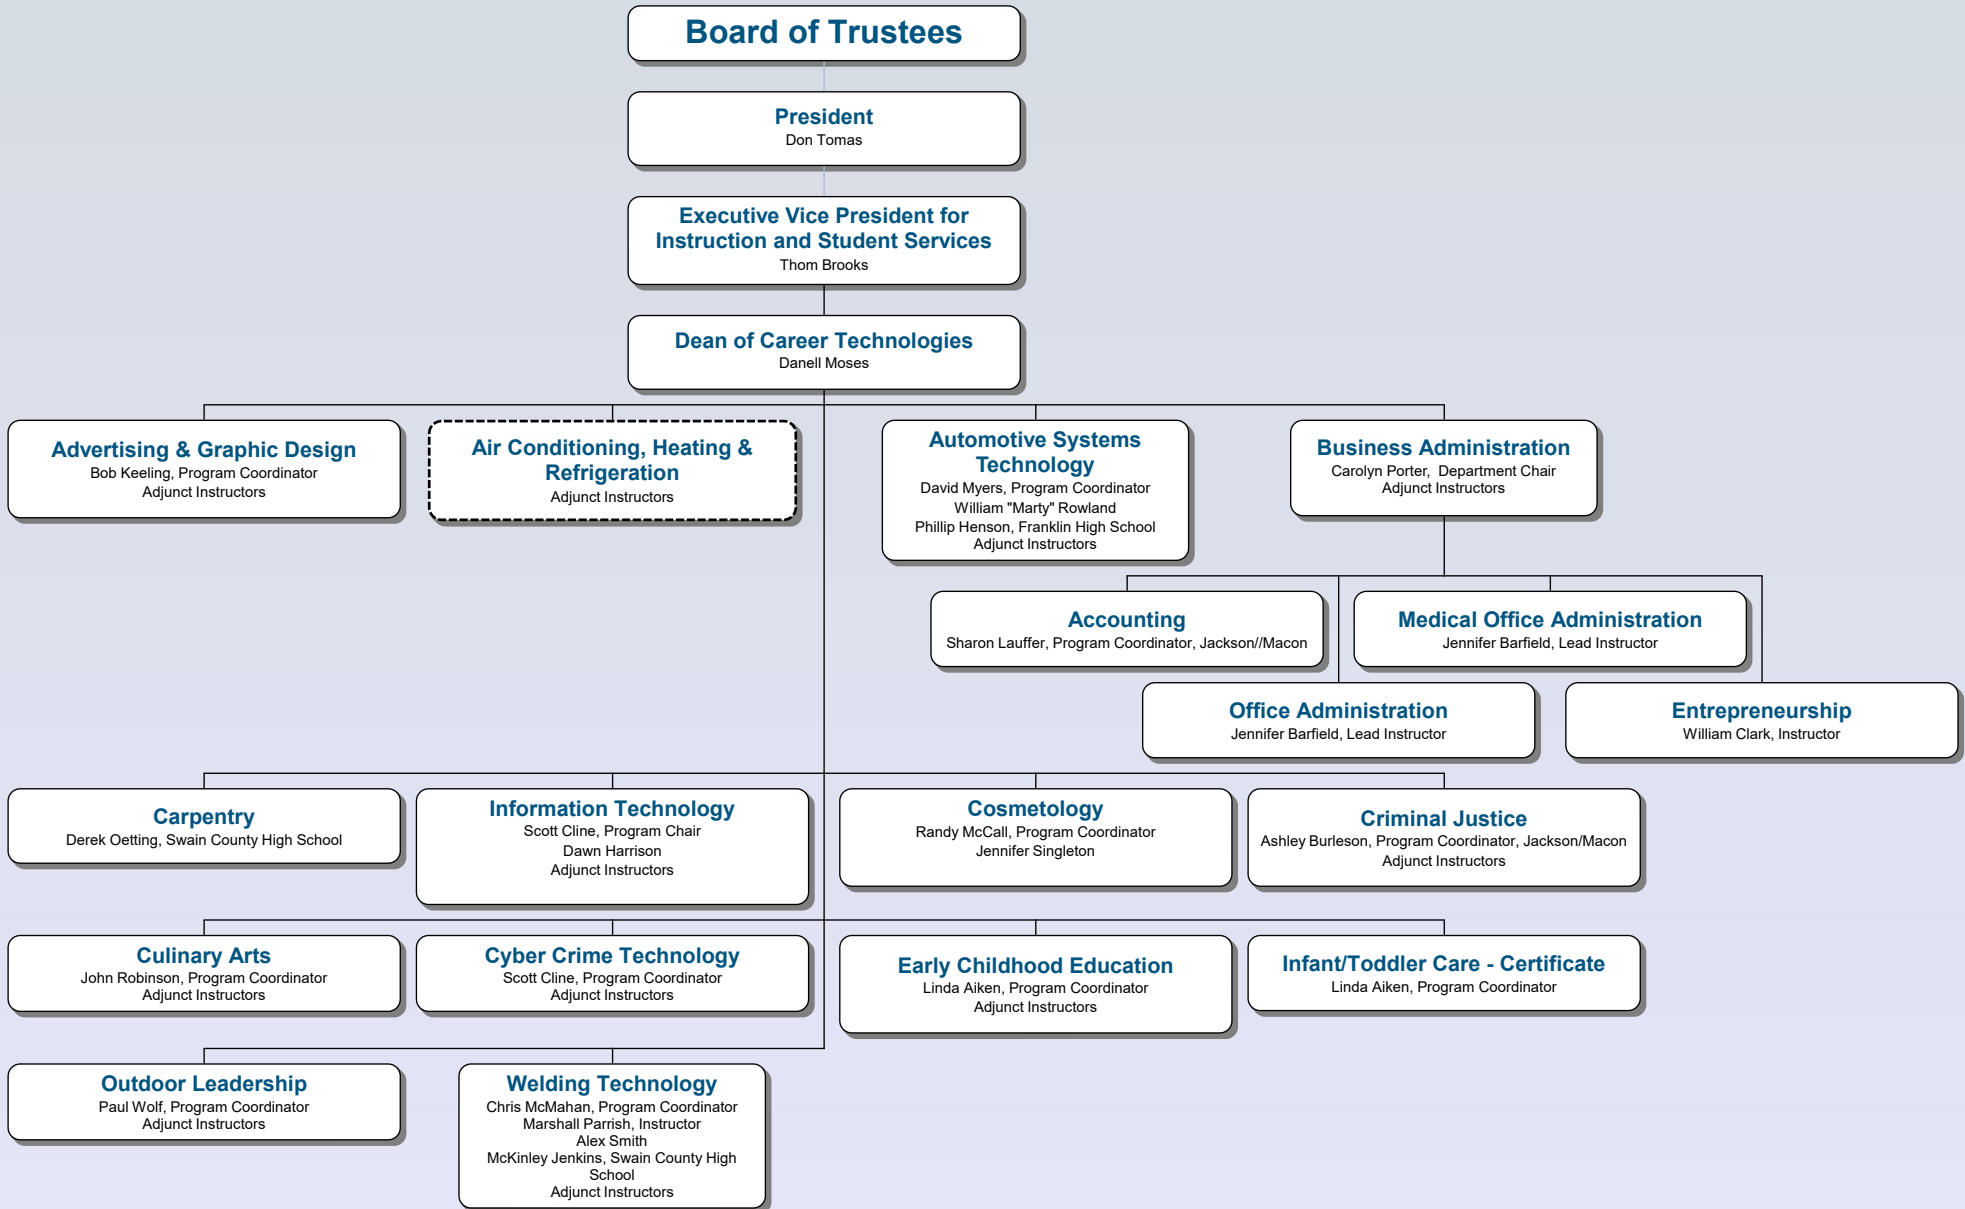 Board of Trustees
President
Don Tomas
Executive Vice President for
Instruction and Student Services
Thom Brooks
Dean of Career Technologies
Danell Moses
Advertising & Graphic Design
Bob Keeling, Program Coordinator
Adjunct Instructors
Air Conditioning, Heating &
Refrigeration
Adjunct Instructors
Automotive Systems
Technology
David Myers, Program Coordinator
William "Marty" Rowland
Phillip Henson, Franklin High School
Adjunct Instructors
Business Administration
Carolyn Porter,  Department Chair
Adjunct Instructors
Accounting
Sharon Lauffer, Program Coordinator, Jackson//Macon
Medical Office Administration
Jennifer Barfield, Lead Instructor
Office Administration
Jennifer Barfield, Lead Instructor
Entrepreneurship
William Clark, Instructor
Carpentry
Derek Oetting, Swain County High School
Information Technology
Scott Cline, Program Chair
Dawn Harrison
Adjunct Instructors
Cosmetology
Randy McCall, Program Coordinator
Jennifer Singleton
Criminal Justice
Ashley Burleson, Program Coordinator, Jackson/Macon
Adjunct Instructors
Culinary Arts
John Robinson, Program Coordinator
Adjunct Instructors
Cyber Crime Technology
Scott Cline, Program Coordinator
Adjunct Instructors
Early Childhood Education
Linda Aiken, Program Coordinator
Adjunct Instructors
Infant/Toddler Care - Certificate
Linda Aiken, Program Coordinator
Outdoor Leadership
Paul Wolf, Program Coordinator
Adjunct Instructors
Welding Technology
Chris McMahan, Program Coordinator
Marshall Parrish, Instructor
Alex Smith
McKinley Jenkins, Swain County High
School
Adjunct Instructors